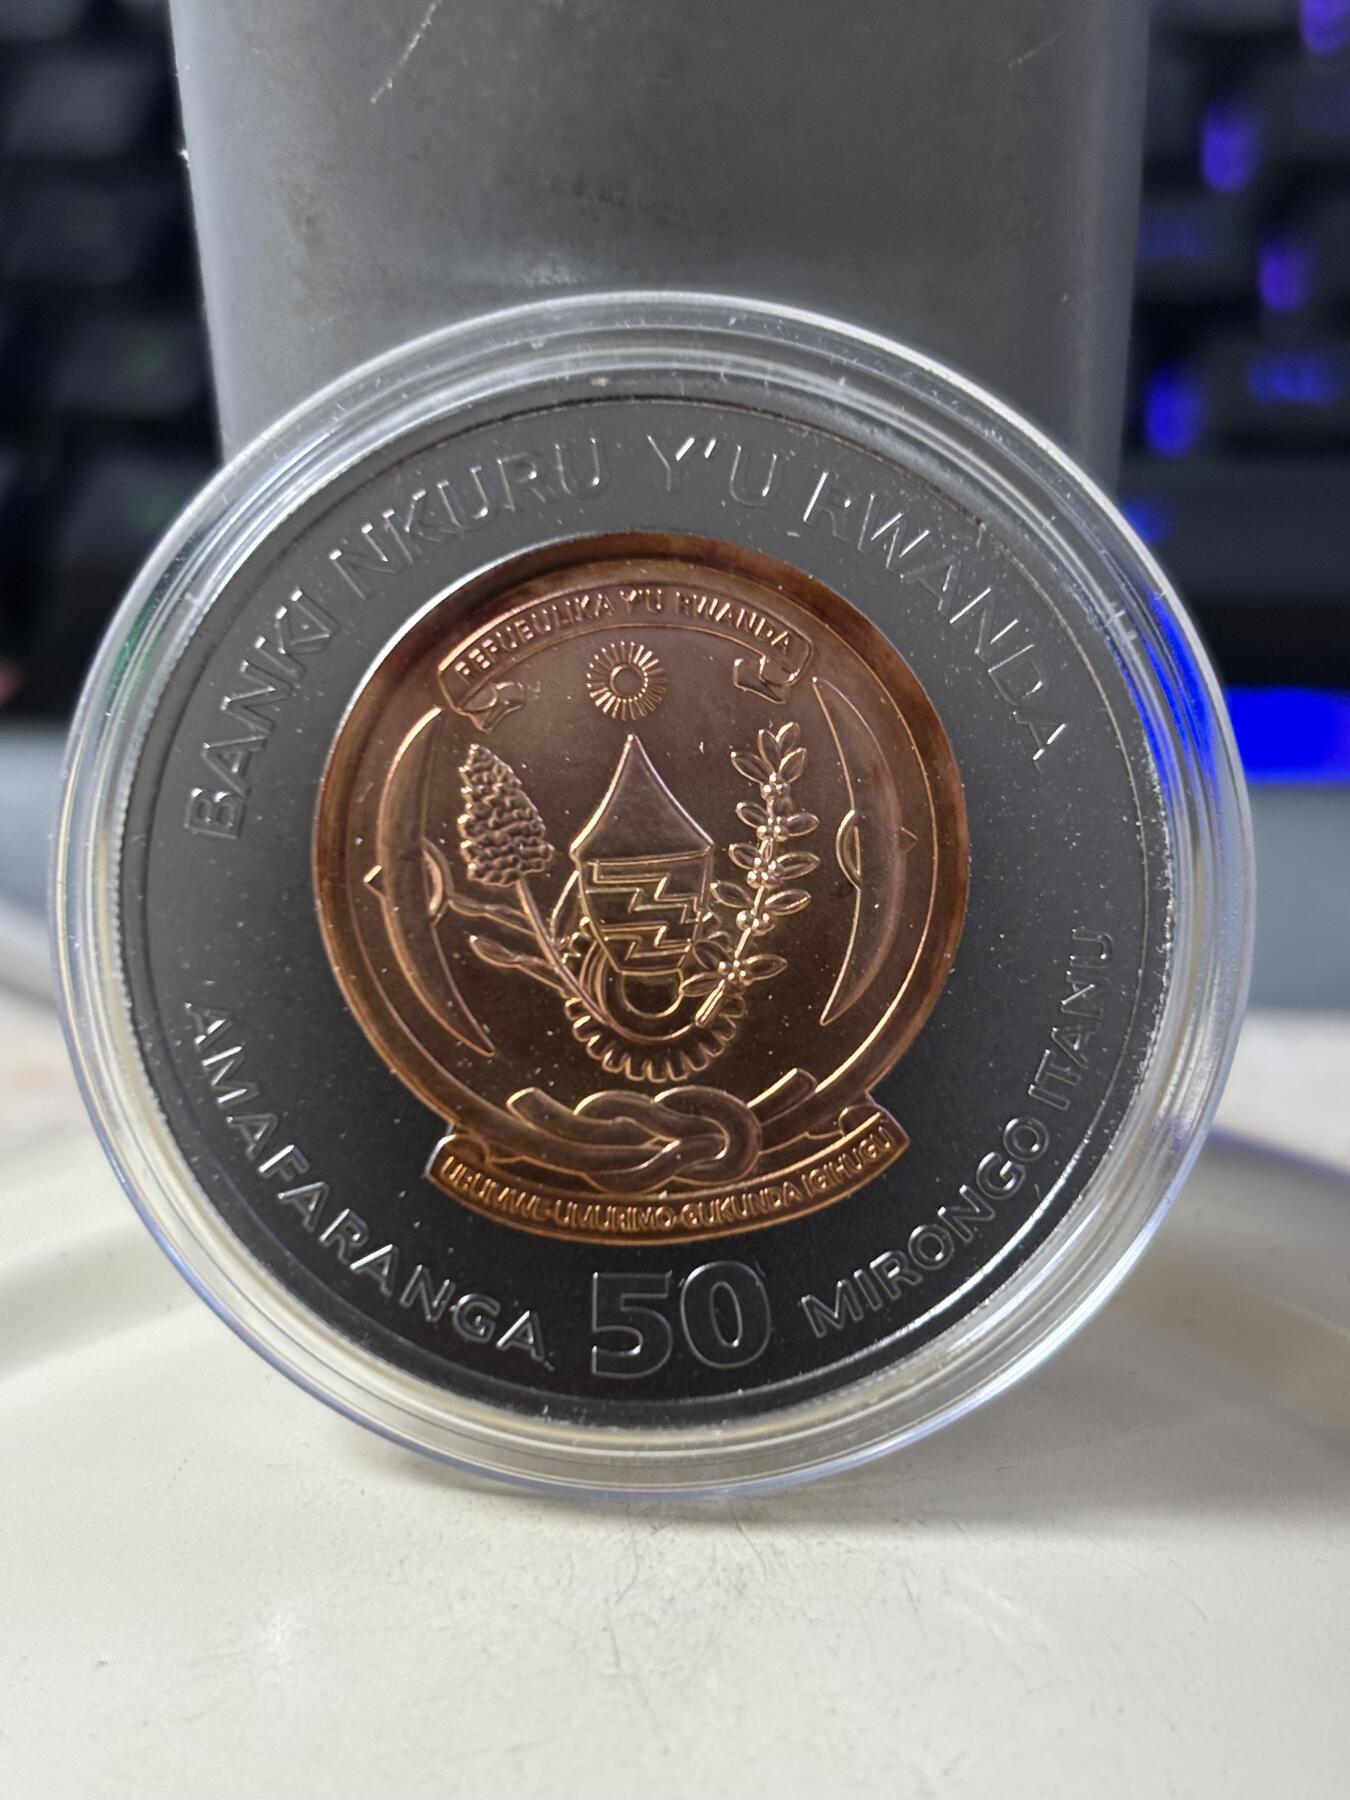 BANKI NKURU Y'U RWANDA
REPUBULIKA Y'U RWANDA
UBUMWE-UMURIMO-GUKUNDA IGIHUGU
AMAFARANGA 50 MIRONGO ITANU